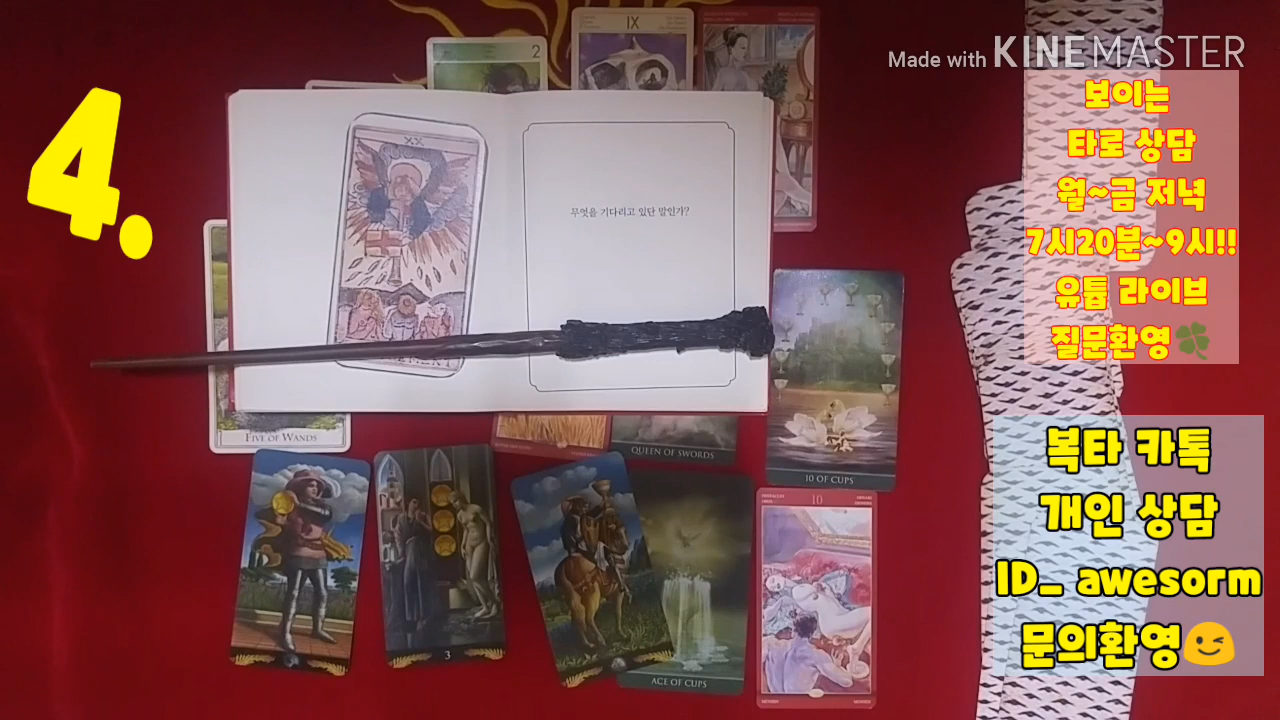 4.
2
IX
Made with KINEMASTER
보이는
타로 상담
월~금 저녁
7시20분~9시!!
유튭 라이브
질문환영🍀
XX
무엇을 기다리고 있단 말인가?
FIVE OF WANDS
QUEEN OF SWORDS
10 OF CUPS
3
ACE OF CUPS
10
복타 카톡
개인 상담
ID_ awesorm
문의환영😉